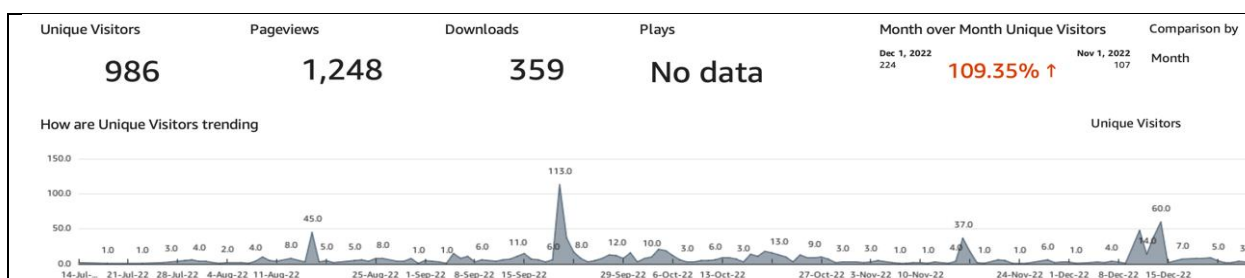 Unique Visitors Pageviews Downloads Plays Month over Month Unique Visitors Comparison by
Dec 1, 2022 Nov 1, 2022
224 107
986 1,248 359 No data 109.35% ↑ Month
How are Unique Visitors trending Unique Visitors
150.0
113.0
100.0
60.0
50.0
45.0
37.0
1.0 1.0 3.0 4.0 2.0 4.0 8.0 5.0 5.0 8.0 1.0 1.0 6.0 11.0 6.0 8.0 12.0 10.0 3.0 6.0 3.0 13.0 9.0 3.0 3.0 1.0 1.0 4.0 1.0 1.0 6.0 1.0 4.0 14.0 7.0 5.0
0.0
14-Jul-... 21-Jul-22 28-Jul-22 4-Aug-22 11-Aug-22 25-Aug-22 1-Sep-22 8-Sep-22 15-Sep-22 29-Sep-22 6-Oct-22 13-Oct-22 27-Oct-22 3-Nov-22 10-Nov-22 24-Nov-22 1-Dec-22 8-Dec-22 15-Dec-22